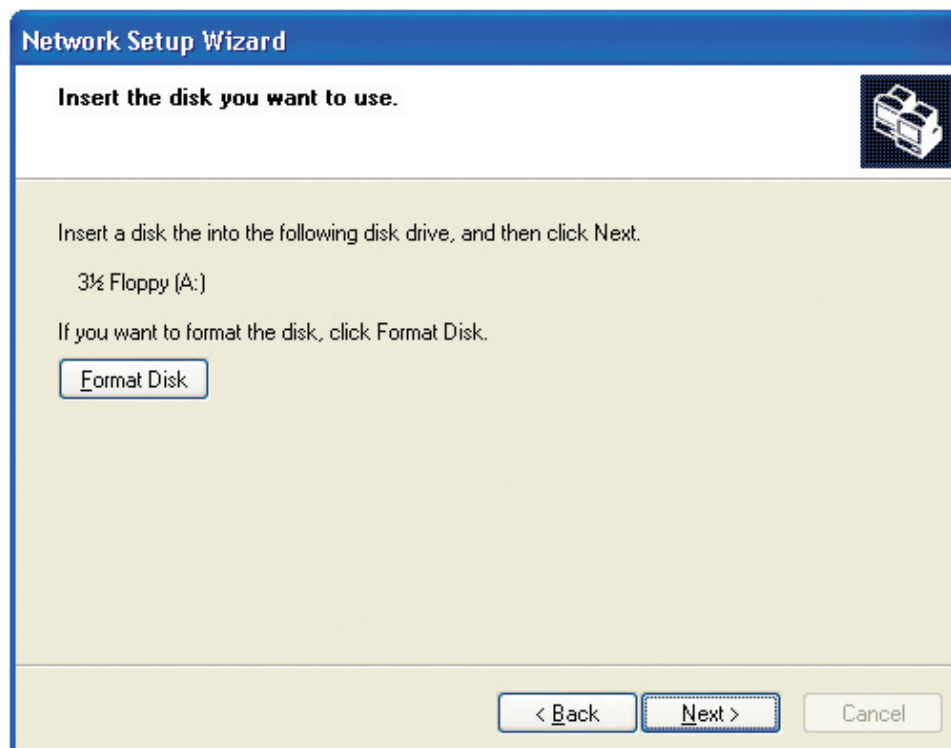 Network Setup Wizard
Insert the disk you want to use.
Insert a disk the into the following disk drive, and then click Next.
3½ Floppy (A:)
If you want to format the disk, click Format Disk.
Format Disk
< Back Next > Cancel